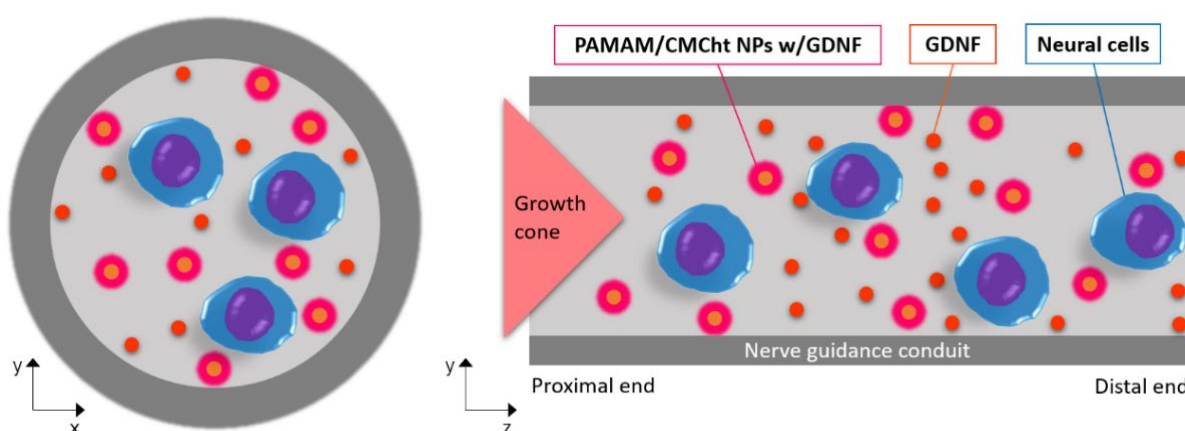 PAMAM/CMCht NPs w/GDNF
GDNF
Neural cells
Growth
cone
Nerve guidance conduit
Proximal end
Distal end
y
x
y
z